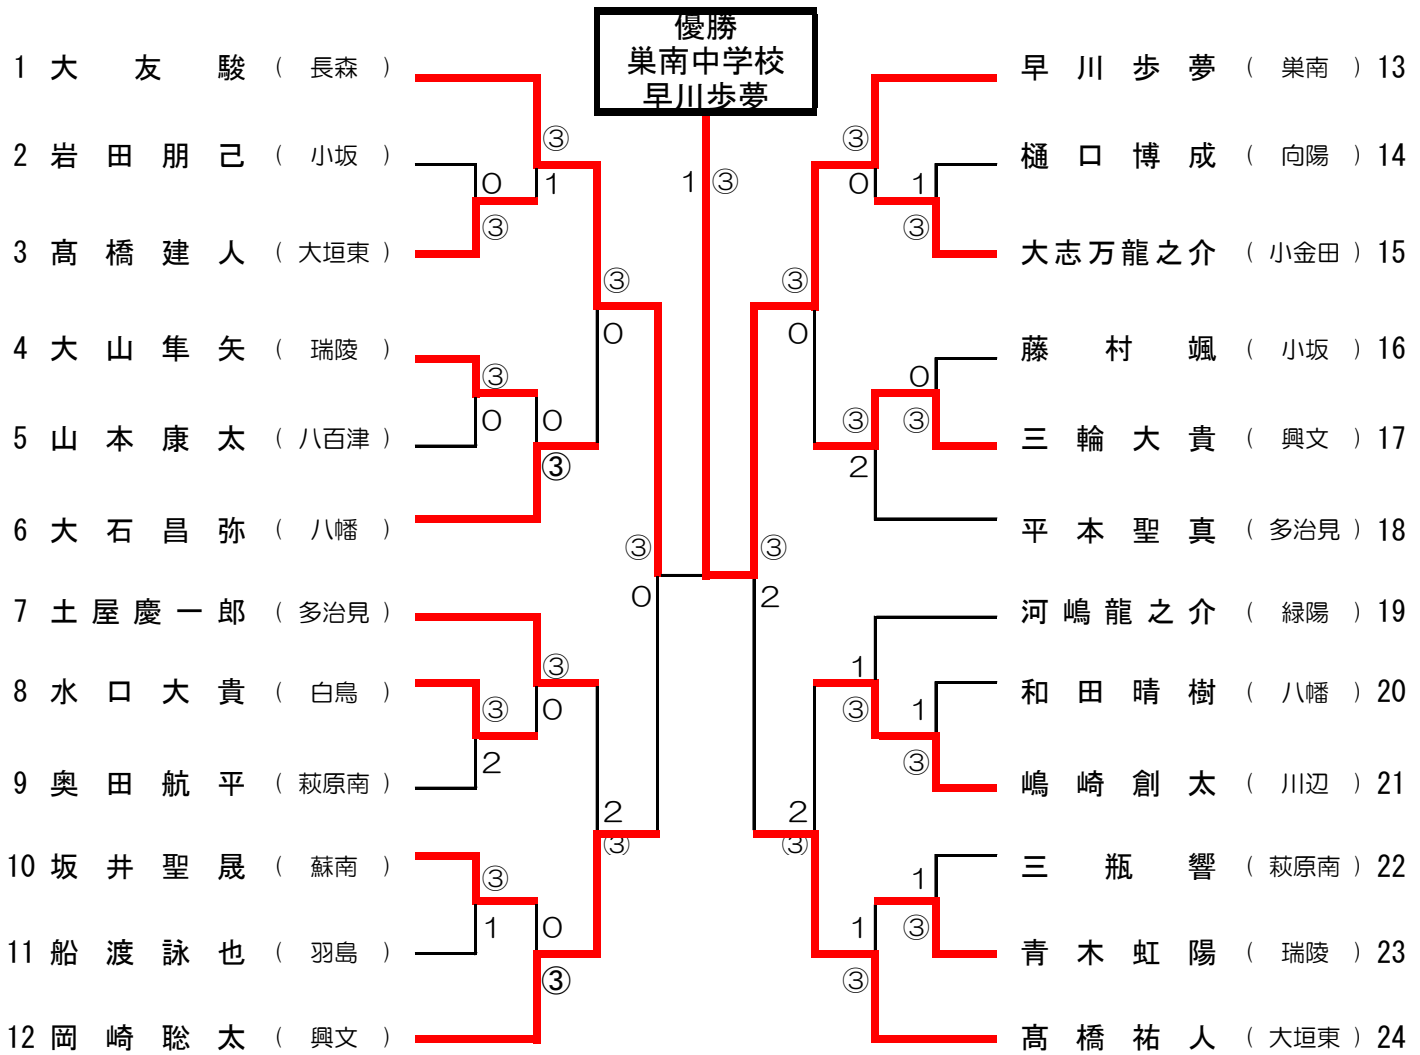 優勝
巣南中学校
早川歩夢
1 大友駿 （ 長森 ）
2 岩田朋己 （ 小坂 ）
3 髙橋建人 （ 大垣東 ）
4 大山隼矢 （ 瑞陵 ）
5 山本康太 （ 八百津 ）
6 大石昌弥 （ 八幡 ）
7 土屋慶一郎 （ 多治見 ）
8 水口大貴 （ 白鳥 ）
9 奥田航平 （ 萩原南 ）
10 坂井聖晟 （ 蘇南 ）
11 船渡詠也 （ 羽島 ）
12 岡崎聡太 （ 興文 ）
③
1
0
③
③
0
③
0
0
③
③
0
③
0
③
2
2
③
③
1
0
③
1 ③
早川歩夢 （ 巣南 ） 13
樋口博成 （ 向陽 ） 14
大志万龍之介 （ 小金田 ） 15
藤村颯 （ 小坂 ） 16
三輪大貴 （ 興文 ） 17
平本聖真 （ 多治見 ） 18
河嶋龍之介 （ 緑陽 ） 19
和田晴樹 （ 八幡 ） 20
嶋崎創太 （ 川辺 ） 21
三瓶響 （ 萩原南 ） 22
青木虹陽 （ 瑞陵 ） 23
髙橋祐人 （ 大垣東 ） 24
③
0
1
③
③
0
0
③
③
2
③
2
1
③
1
③
2
③
1
③
1
③